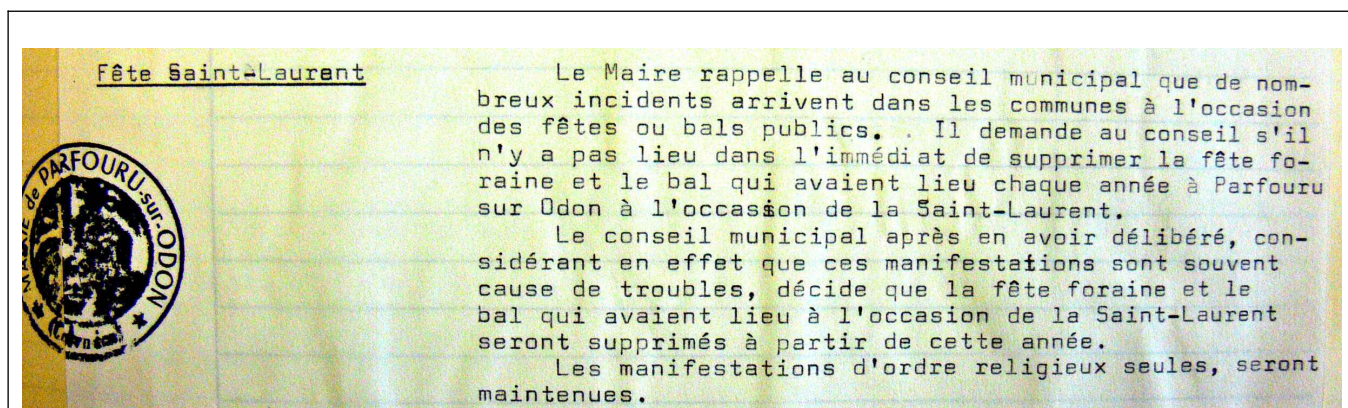 Fête Saint-Laurent
Le Maire rappelle au conseil municipal que de nom-
breux incidents arrivent dans les communes à l'occasion
des fêtes ou bals publics. . Il demande au conseil s'il
n'y a pas lieu dans l'immédiat de supprimer la fête fo-
raine et le bal qui avaient lieu chaque année à Parfouru
sur Odon à l'occasion de la Saint-Laurent.
Le conseil municipal après en avoir délibéré, con-
sidérant en effet que ces manifestations sont souvent
cause de troubles, décide que la fête foraine et le
bal qui avaient lieu à l'occasion de la Saint-Laurent
seront supprimés à partir de cette année.
Les manifestations d'ordre religieux seules, seront
maintenues.
MAIRIE de PARFOURU-sur-ODON